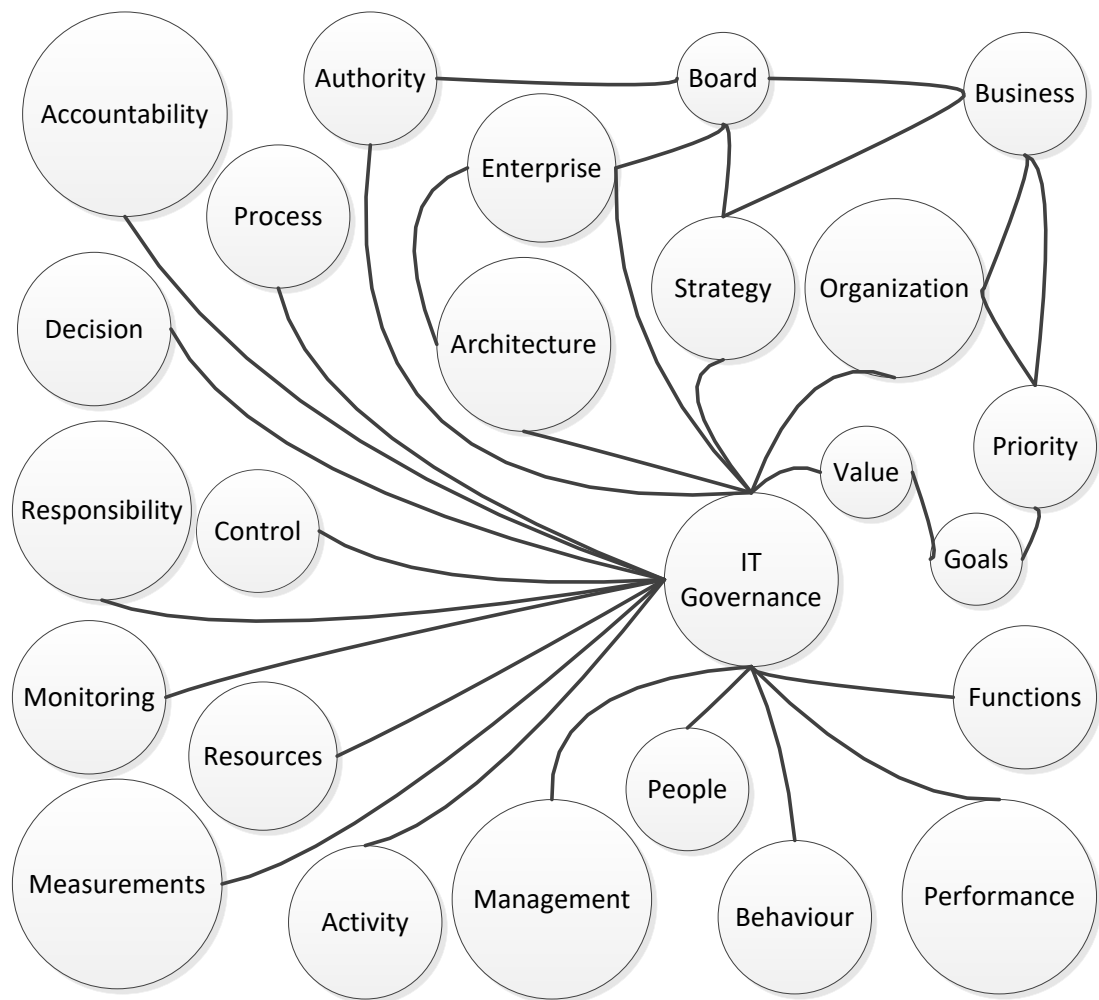 Accountability
Authority
Board
Business
Enterprise
Process
Strategy
Organization
Decision
Architecture
Priority
Value
Responsibility
Control
IT
Governance
Goals
Monitoring
Resources
Functions
People
Measurements
Activity
Management
Behaviour
Performance